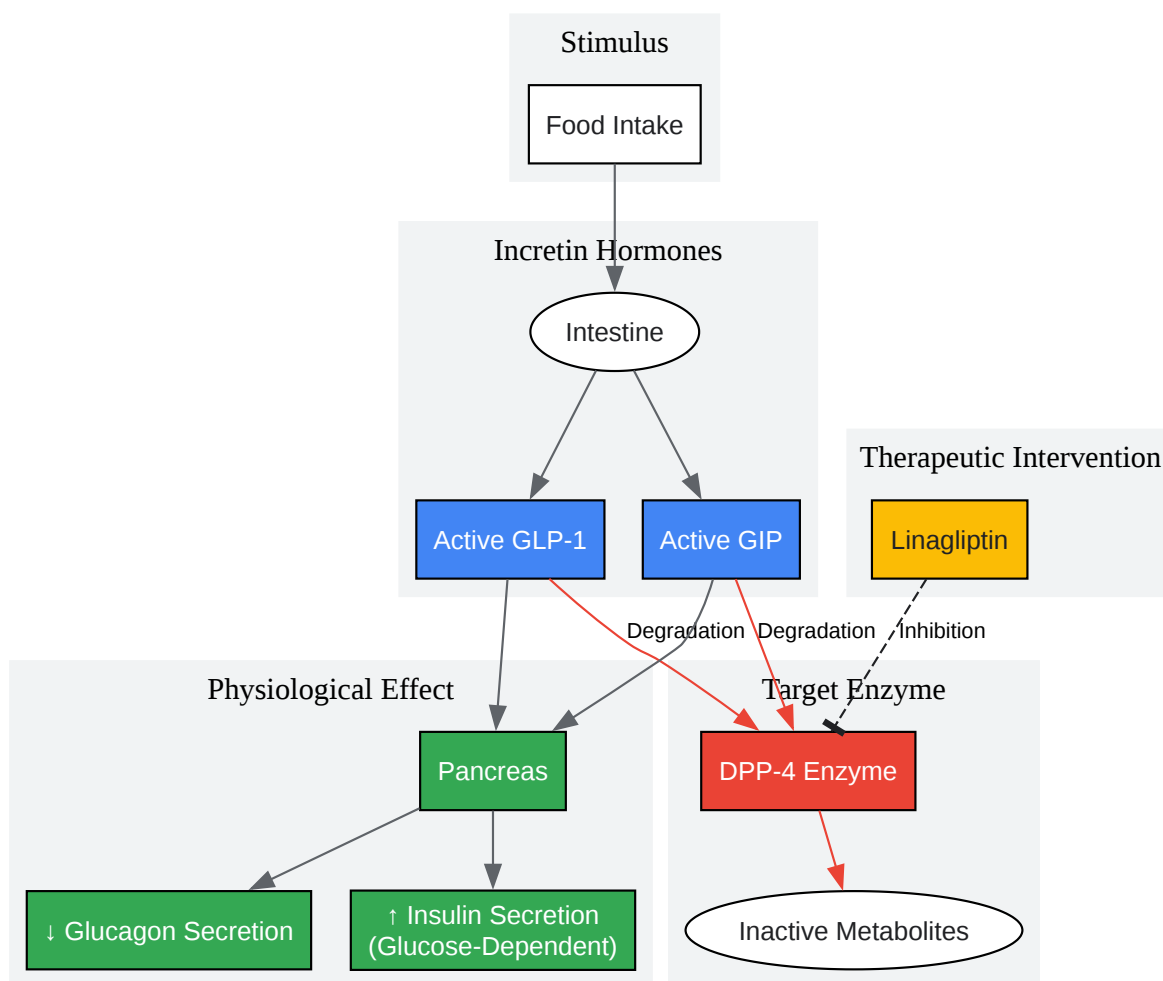 Stimulus
Food Intake
Incretin Hormones
Intestine
Therapeutic Intervention
Active GLP-1
Active GIP
Linagliptin
Degradation
Degradation
Inhibition
Physiological Effect
Target Enzyme
Pancreas
DPP-4 Enzyme
↓ Glucagon Secretion
↑ Insulin Secretion
(Glucose-Dependent)
Inactive Metabolites